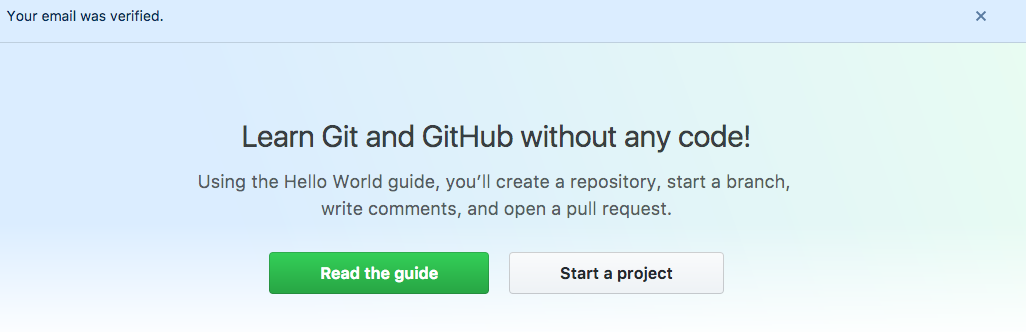 Your email was verified.
Learn Git and GitHub without any code!
Using the Hello World guide, you’ll create a repository, start a branch,
write comments, and open a pull request.
Read the guide
Start a project